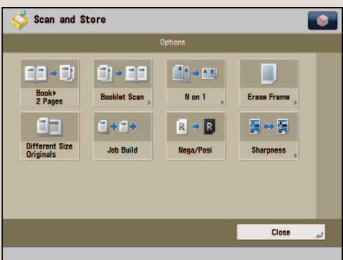 Scan and Store
Options
Book▸
2 Pages
Booklet Scan
N on 1
Erase Frame
Different Size
Originals
Job Build
Nega/Posi
Sharpness
Close